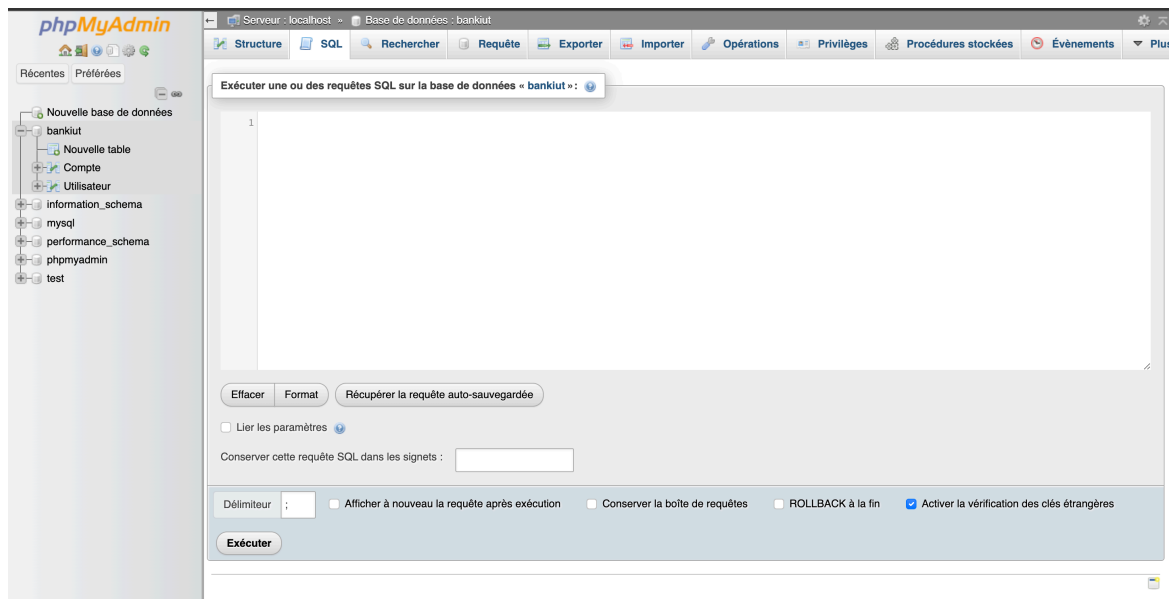 phpMyAdmin
Récentes Préférées
Nouvelle base de données
bankiut
Nouvelle table
Compte
Utilisateur
information_schema
mysql
performance_schema
phpmyadmin
test
Serveur : localhost » Base de données : bankiut
Structure SQL Rechercher Requête Exporter Importer Opérations Privilèges Procédures stockées Évènements Plus
Exécuter une ou des requêtes SQL sur la base de données « bankiut » :
1
Effacer Format Récupérer la requête auto-sauvegardée
Lier les paramètres
Conserver cette requête SQL dans les signets :
Délimiteur ; Afficher à nouveau la requête après exécution Conserver la boîte de requêtes ROLLBACK à la fin Activer la vérification des clés étrangères
Exécuter